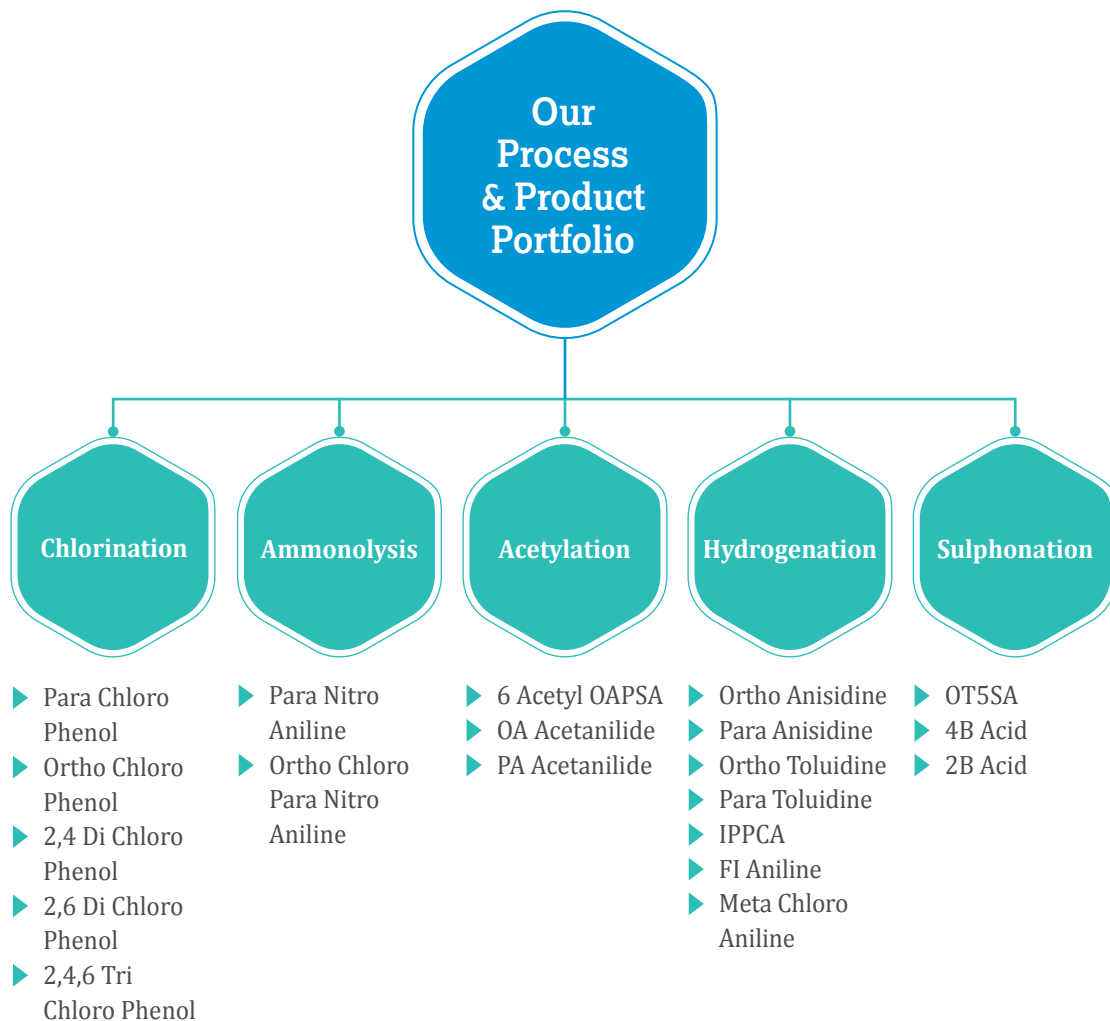 Our
Process
& Product
Portfolio
Chlorination
Ammonolysis
Acetylation
Hydrogenation
Sulphonation
Para Chloro
Phenol
Ortho Chloro
Phenol
2,4 Di Chloro
Phenol
2,6 Di Chloro
Phenol
2,4,6 Tri
Chloro Phenol
Para Nitro
Aniline
Ortho Chloro
Para Nitro
Aniline
6 Acetyl OAPSA
OA Acetanilide
PA Acetanilide
Ortho Anisidine
Para Anisidine
Ortho Toluidine
Para Toluidine
IPPCA
FI Aniline
Meta Chloro
Aniline
OT5SA
4B Acid
2B Acid